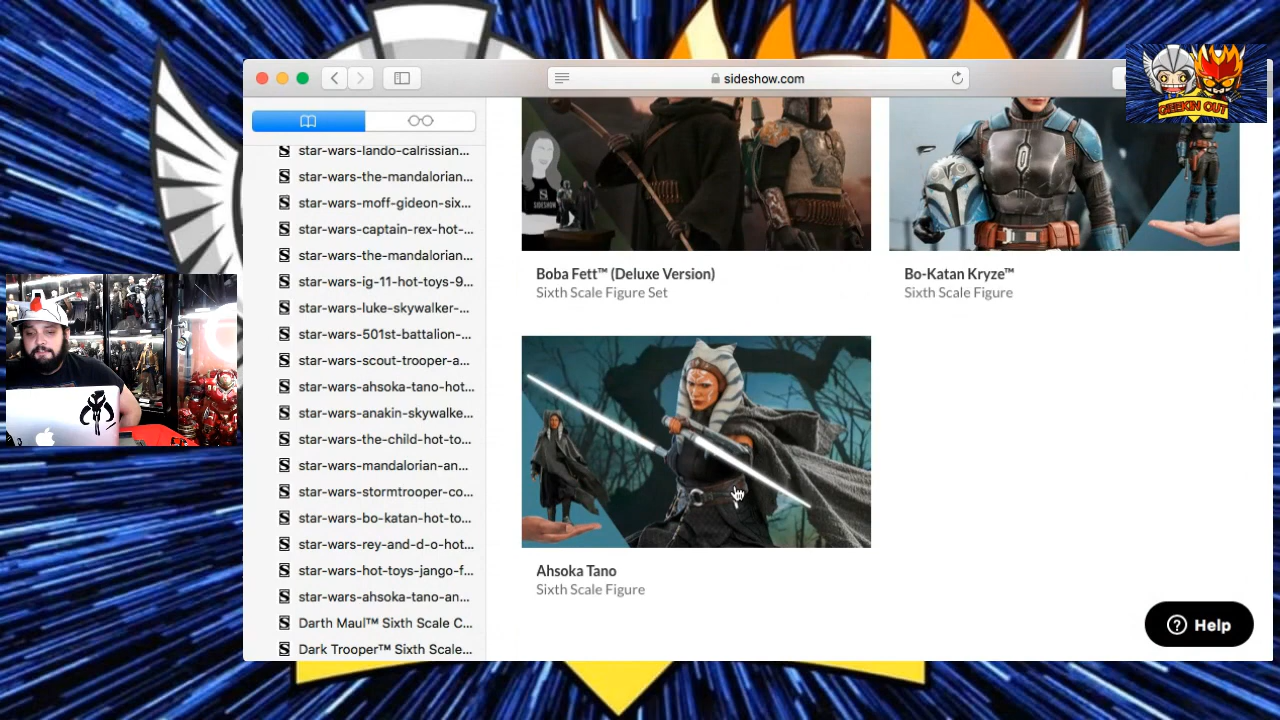 sideshow.com
GEEKIN OUT
star-wars-lando-calrissian...
star-wars-the-mandalorian...
star-wars-moff-gideon-six...
star-wars-captain-rex-hot-...
star-wars-the-mandalorian...
star-wars-ig-11-hot-toys-9...
star-wars-luke-skywalker-...
star-wars-501st-battalion-...
star-wars-scout-trooper-a...
star-wars-ahsoka-tano-hot...
star-wars-anakin-skywalke...
star-wars-the-child-hot-to...
star-wars-mandalorian-an...
star-wars-stormtrooper-co...
star-wars-bo-katan-hot-to...
star-wars-rey-and-d-o-hot...
star-wars-hot-toys-jango-f...
star-wars-ahsoka-tano-an...
Darth Maul™ Sixth Scale C...
Dark Trooper™ Sixth Scale...
S
SIDESHOW
Boba Fett™ (Deluxe Version)
Sixth Scale Figure Set
Bo-Katan Kryze™
Sixth Scale Figure
Ahsoka Tano
Sixth Scale Figure
? Help